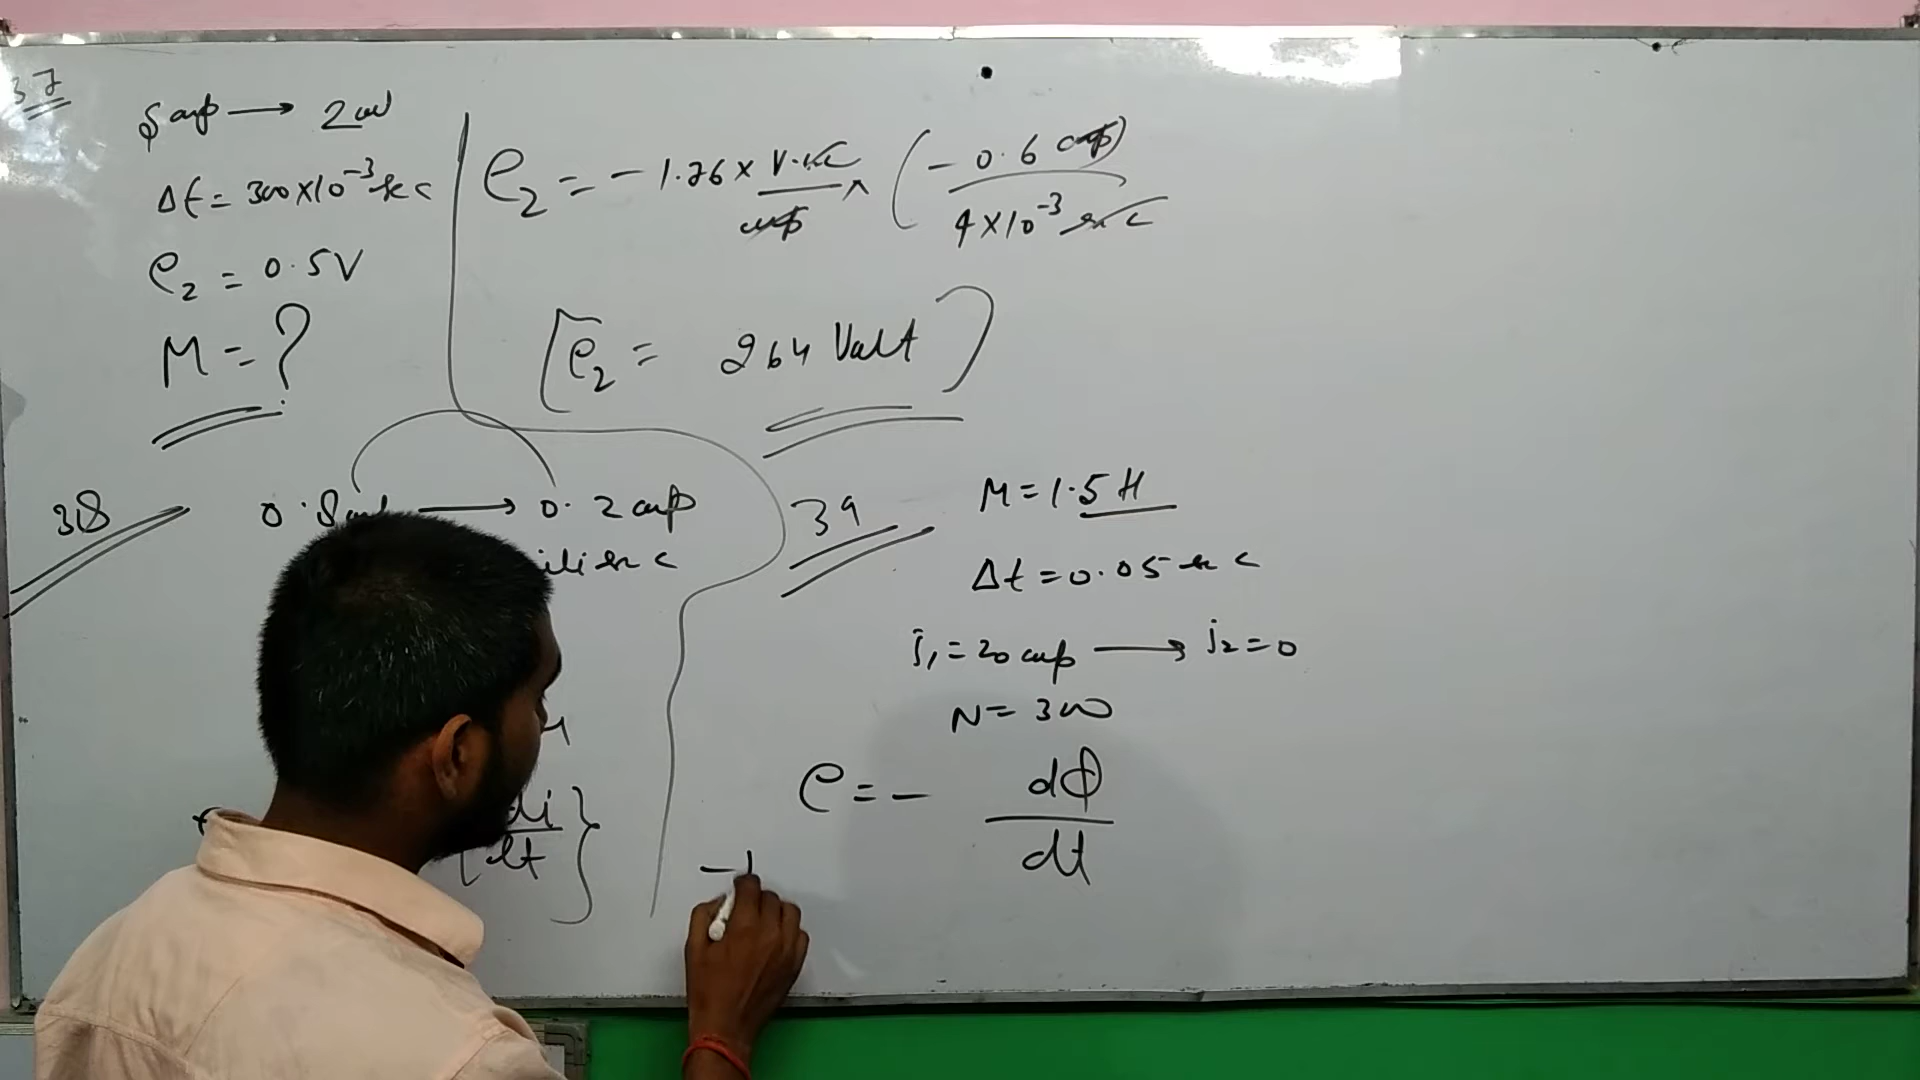 37
5 amp → zero
Δt = 300×10⁻³ sec
e₂ = 0.5V
M = ?
e₂ = - 1.76 × V.sec/amp × (- 0.6 amp / 4×10⁻³ sec)
[e₂ = 264 Volt]
38
0.8 amp → 0.2 amp
sec
di/dt }
39
M = 1.5 H
Δt = 0.05 sec
i₁ = 20 amp → i₂ = 0
N = 300
e = - dφ/dt